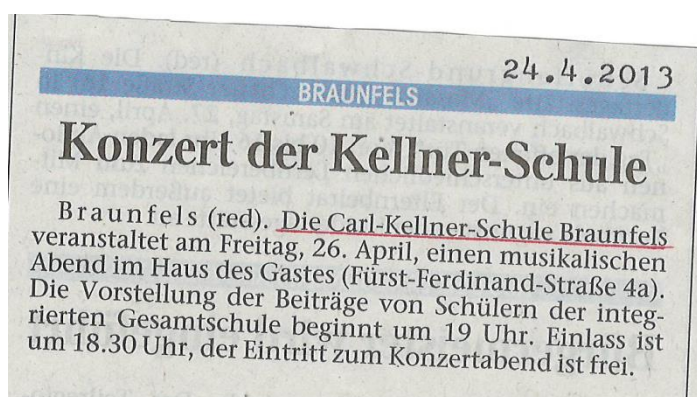 24.4.2013
BRAUNFELS
Konzert der Kellner-Schule
Braunfels (red). Die Carl-Kellner-Schule Braunfels
veranstaltet am Freitag, 26. April, einen musikalischen
Abend im Haus des Gastes (Fürst-Ferdinand-Straße 4a).
Die Vorstellung der Beiträge von Schülern der integ-
rierten Gesamtschule beginnt um 19 Uhr. Einlass ist
um 18.30 Uhr, der Eintritt zum Konzertabend ist frei.